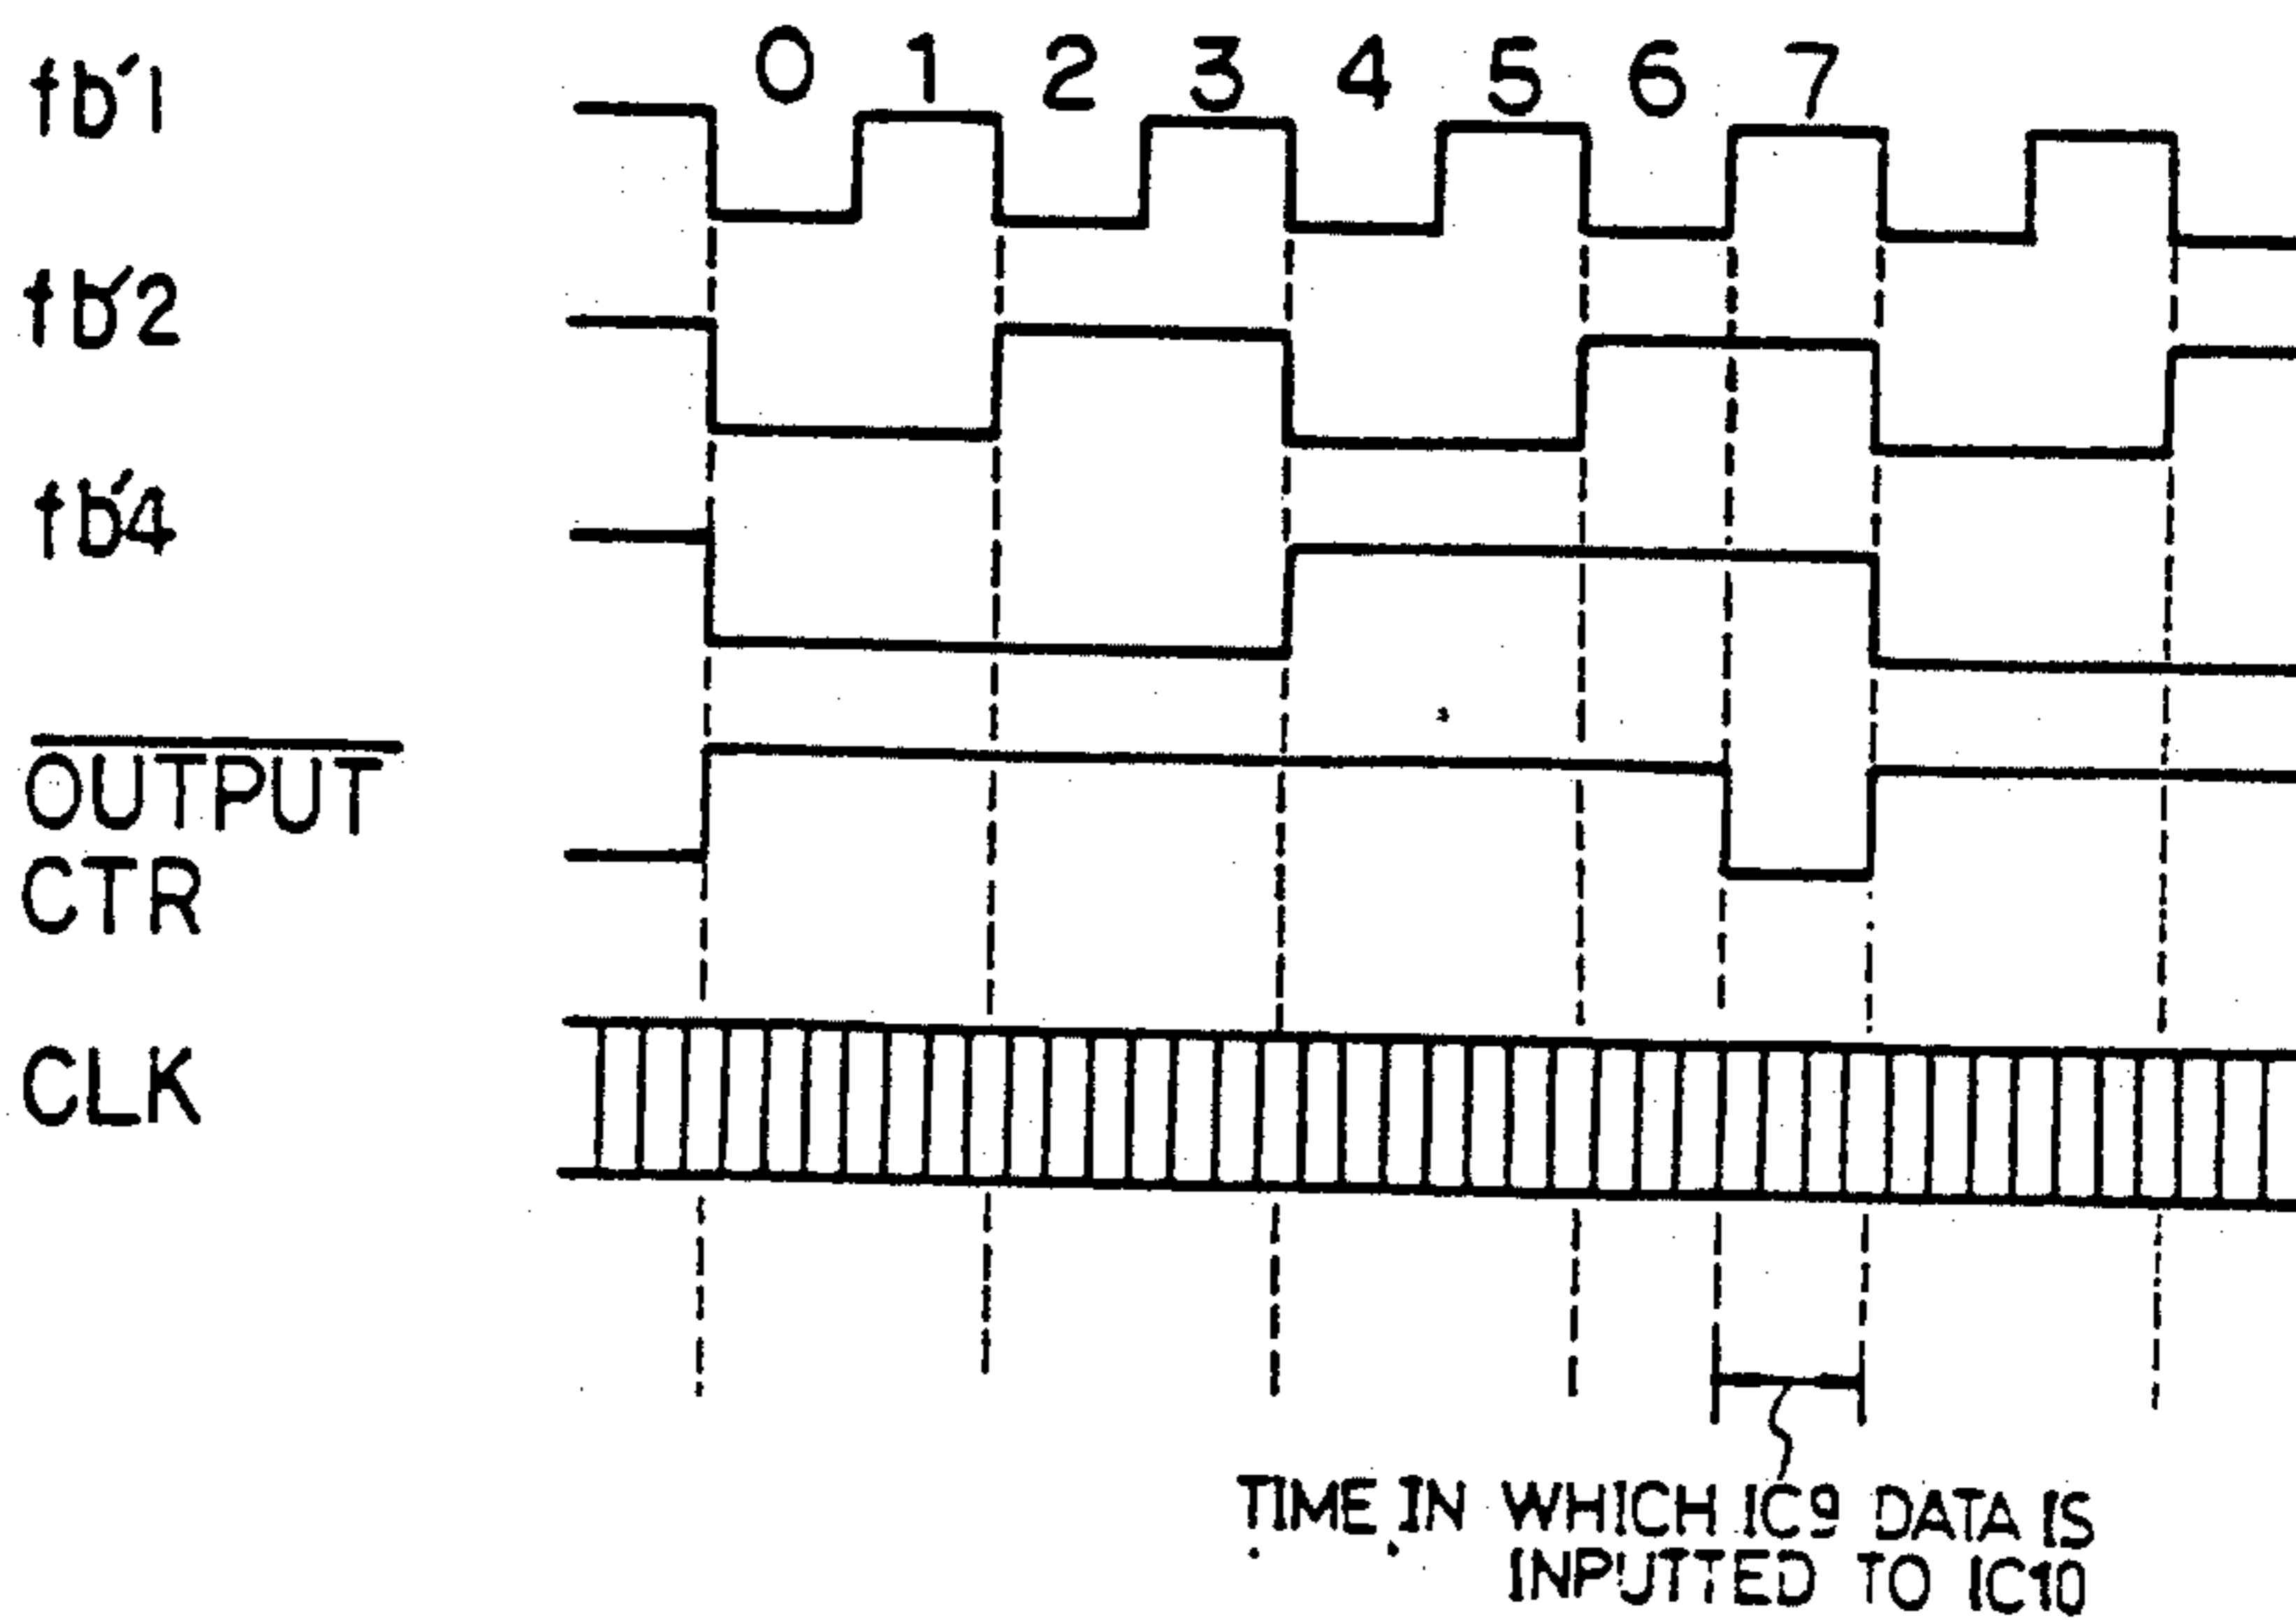 fb'1
0 1 2 3 4 5 6 7
fb'2
fb'4
OUTPUT
CTR
CLK
TIME IN WHICH IC9 DATA IS
INPUTTED TO IC10